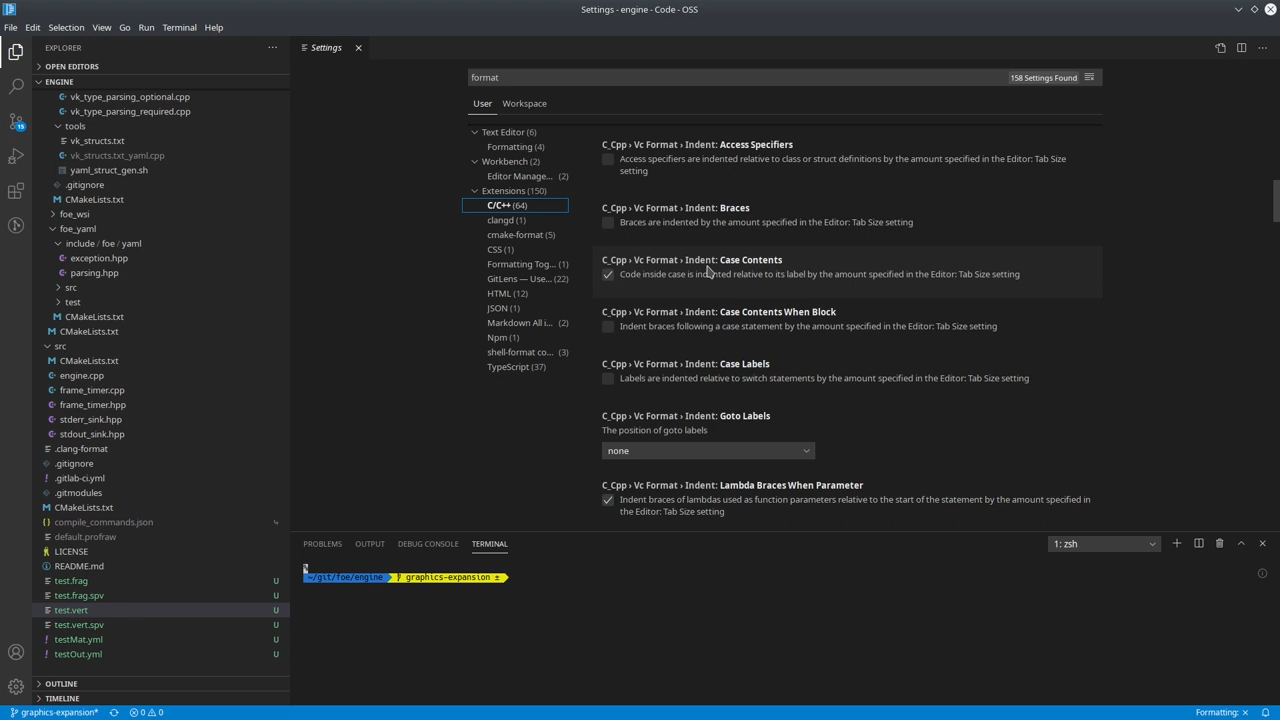 Settings - engine - Code - OSS
File Edit Selection View Go Run Terminal Help
EXPLORER
OPEN EDITORS
ENGINE
vk_type_parsing_optional.cpp
vk_type_parsing_required.cpp
tools
vk_structs.txt
vk_structs.txt_yaml.cpp
yaml_struct_gen.sh
.gitignore
CMakeLists.txt
foe_wsi
foe_yaml
include / foe / yaml
exception.hpp
parsing.hpp
src
test
CMakeLists.txt
CMakeLists.txt
src
CMakeLists.txt
engine.cpp
frame_timer.cpp
frame_timer.hpp
stderr_sink.hpp
stdout_sink.hpp
.clang-format
.gitignore
.gitlab-ci.yml
.gitmodules
CMakeLists.txt
compile_commands.json
default.profraw
LICENSE
README.md
test.frag U
test.frag.spv U
test.vert U
test.vert.spv U
testMat.yml U
testOut.yml U
OUTLINE
TIMELINE
15
Settings
format
158 Settings Found
User Workspace
Text Editor (6)
Formatting (4)
Workbench (2)
Editor Manage... (2)
Extensions (150)
C/C++ (64)
clangd (1)
cmake-format (5)
CSS (1)
Formatting Tog... (1)
GitLens — Use... (22)
HTML (12)
JSON (1)
Markdown All i... (2)
Npm (1)
shell-format co... (3)
TypeScript (37)
C_Cpp › Vc Format › Indent: Access Specifiers
Access specifiers are indented relative to class or struct definitions by the amount specified in the Editor: Tab Size
setting
C_Cpp › Vc Format › Indent: Braces
Braces are indented by the amount specified in the Editor: Tab Size setting
C_Cpp › Vc Format › Indent: Case Contents
Code inside case is indented relative to its label by the amount specified in the Editor: Tab Size setting
C_Cpp › Vc Format › Indent: Case Contents When Block
Indent braces following a case statement by the amount specified in the Editor: Tab Size setting
C_Cpp › Vc Format › Indent: Case Labels
Labels are indented relative to switch statements by the amount specified in the Editor: Tab Size setting
C_Cpp › Vc Format › Indent: Goto Labels
The position of goto labels
none
C_Cpp › Vc Format › Indent: Lambda Braces When Parameter
Indent braces of lambdas used as function parameters relative to the start of the statement by the amount specified in
the Editor: Tab Size setting
PROBLEMS OUTPUT DEBUG CONSOLE TERMINAL
1: zsh
~/git/foe/engine graphics-expansion ±
graphics-expansion* 0 0
Formatting: ×